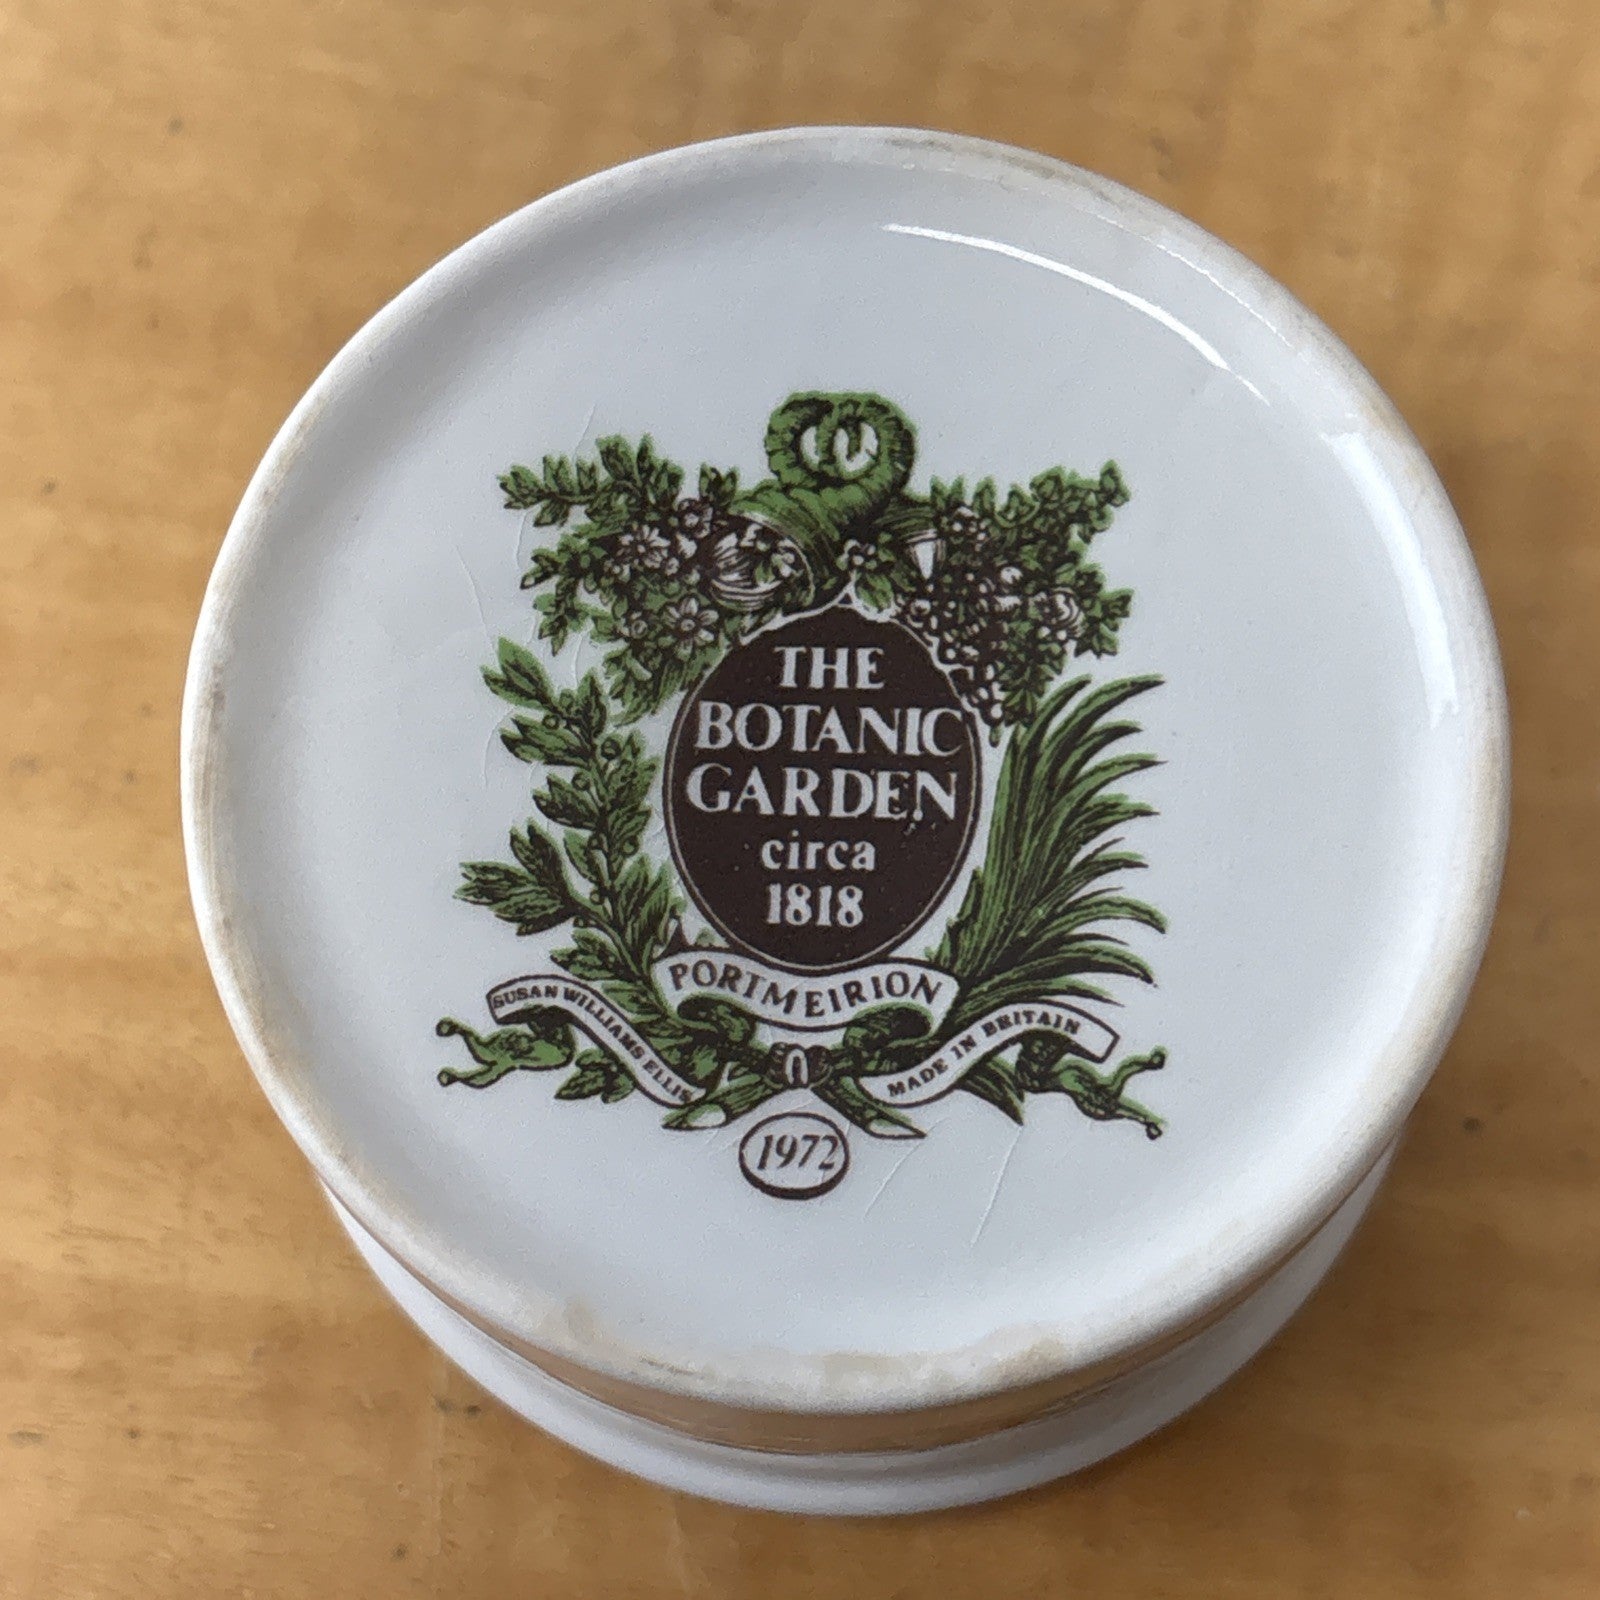 THE
BOTANIC
GARDEN
circa
1818
PORTMEIRION
SUSAN WILLIAMS ELLIS
MADE IN BRITAIN
1972